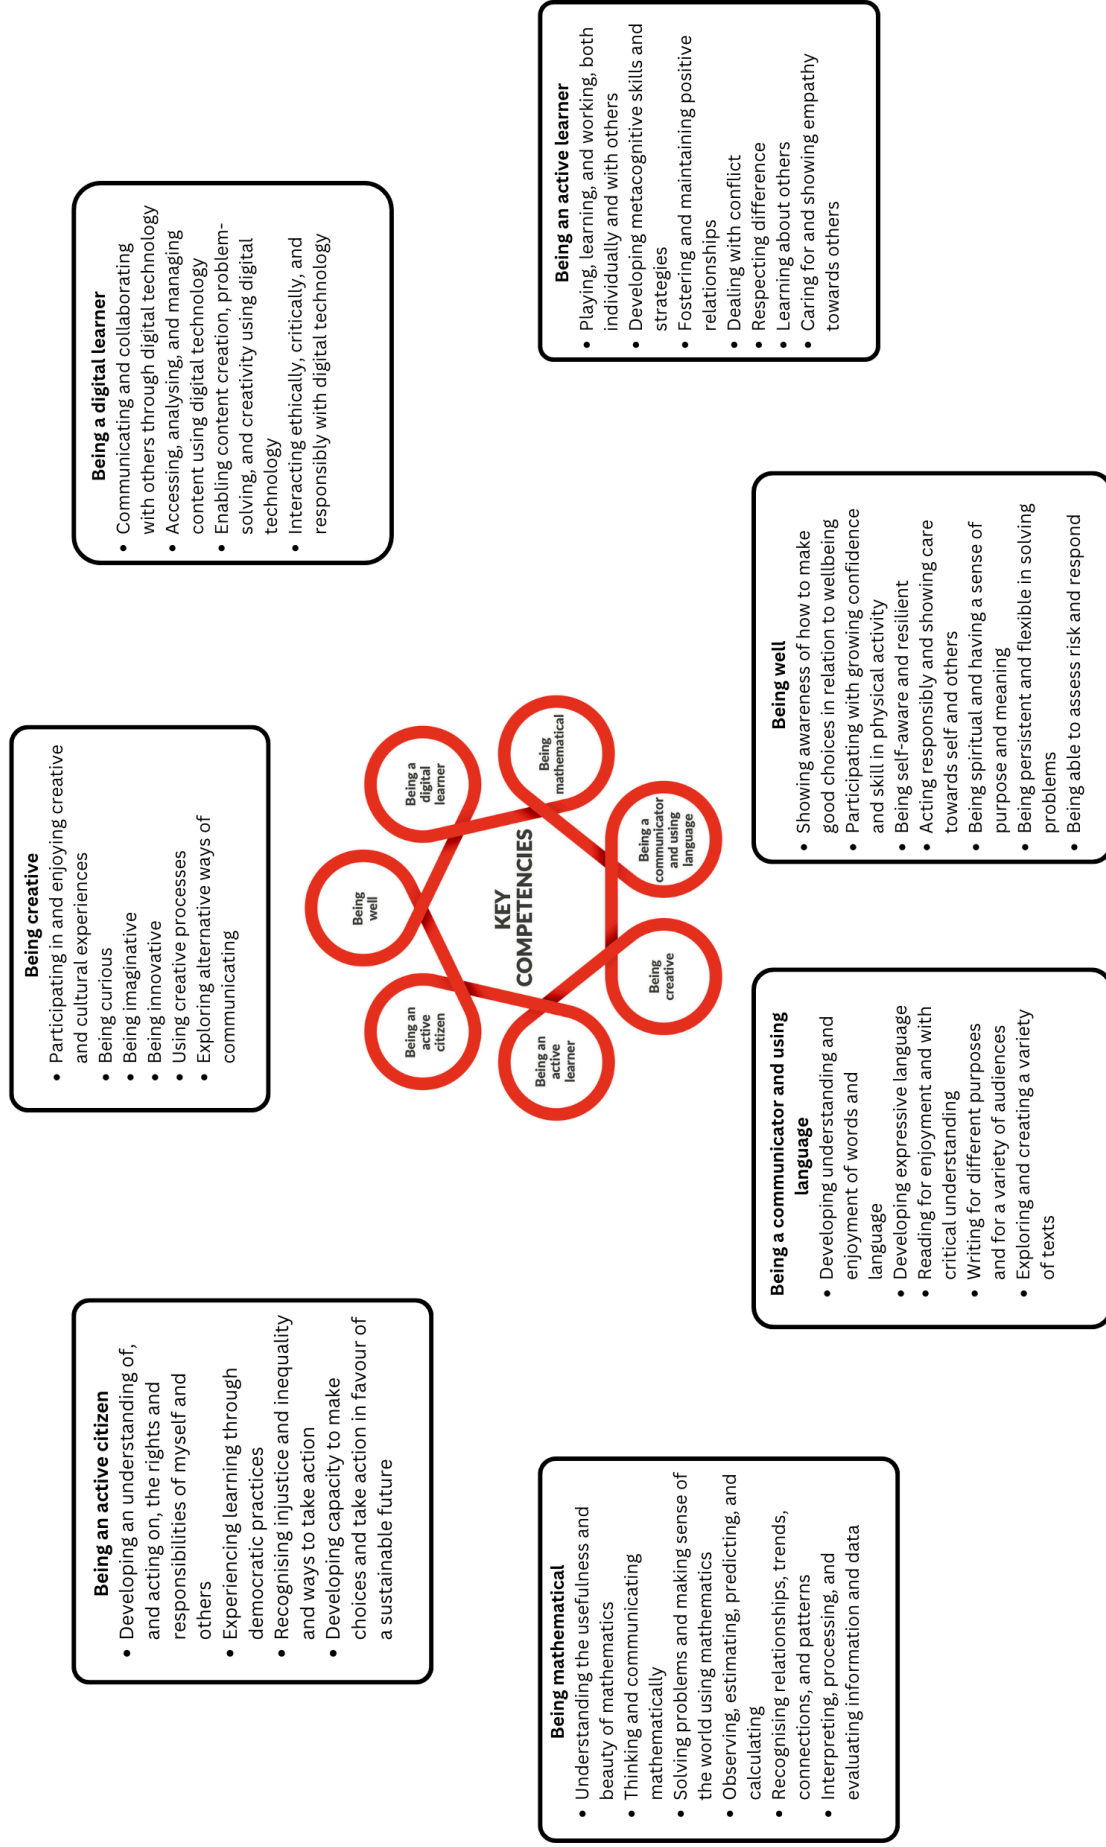 Being an active citizen
• Developing an understanding of,
and acting on, the rights and
responsibilities of myself and
others
• Experiencing learning through
democratic practices
• Recognising injustice and inequality
and ways to take action
• Developing capacity to make
choices and take action in favour of
a sustainable future
Being creative
• Participating in and enjoying creative
and cultural experiences
• Being curious
• Being imaginative
• Being innovative
• Using creative processes
• Exploring alternative ways of
communicating
Being a digital learner
• Communicating and collaborating
with others through digital technology
• Accessing, analysing, and managing
content using digital technology
• Enabling content creation, problem-
solving, and creativity using digital
technology
• Interacting ethically, critically, and
responsibly with digital technology
Being mathematical
• Understanding the usefulness and
beauty of mathematics
• Thinking and communicating
mathematically
• Solving problems and making sense of
the world using mathematics
• Observing, estimating, predicting, and
calculating
• Recognising relationships, trends,
connections, and patterns
• Interpreting, processing, and
evaluating information and data
KEY
COMPETENCIES
Being
well
Being a
digital
learner
Being
mathematical
Being a
communicator
and using
language
Being
creative
Being an
active
learner
Being an
active
citizen
Being an active learner
• Playing, learning, and working, both
individually and with others
• Developing metacognitive skills and
strategies
• Fostering and maintaining positive
relationships
• Dealing with conflict
• Respecting difference
• Learning about others
• Caring for and showing empathy
towards others
Being a communicator and using
language
• Developing understanding and
enjoyment of words and
language
• Developing expressive language
• Reading for enjoyment and with
critical understanding
• Writing for different purposes
and for a variety of audiences
• Exploring and creating a variety
of texts
Being well
• Showing awareness of how to make
good choices in relation to wellbeing
• Participating with growing confidence
and skill in physical activity
• Being self-aware and resilient
• Acting responsibly and showing care
towards self and others
• Being spiritual and having a sense of
purpose and meaning
• Being persistent and flexible in solving
problems
• Being able to assess risk and respond